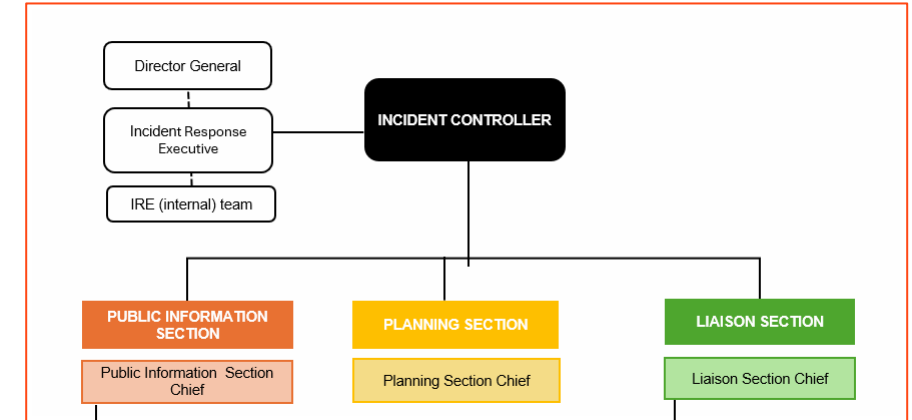 Director General
Incident Response
Executive
IRE (internal) team
INCIDENT CONTROLLER
PUBLIC INFORMATION
SECTION
Public Information Section
Chief
PLANNING SECTION
Planning Section Chief
LIAISON SECTION
Liaison Section Chief